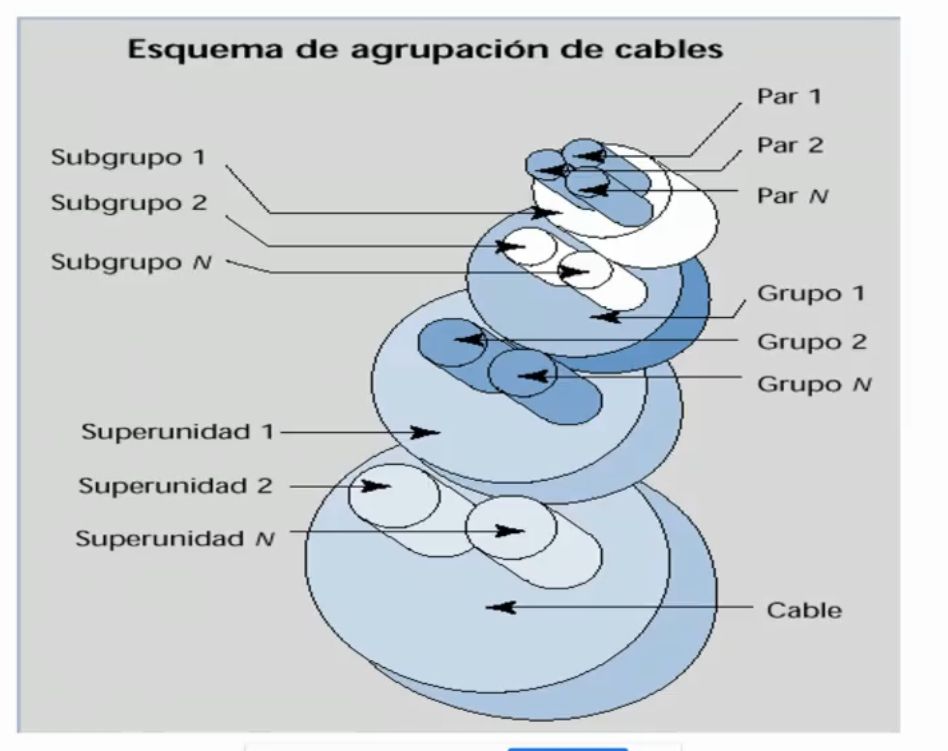 Esquema de agrupación de cables
Par 1
Par 2
Par N
Subgrupo 1
Subgrupo 2
Subgrupo N
Grupo 1
Grupo 2
Grupo N
Superunidad 1
Superunidad 2
Superunidad N
Cable